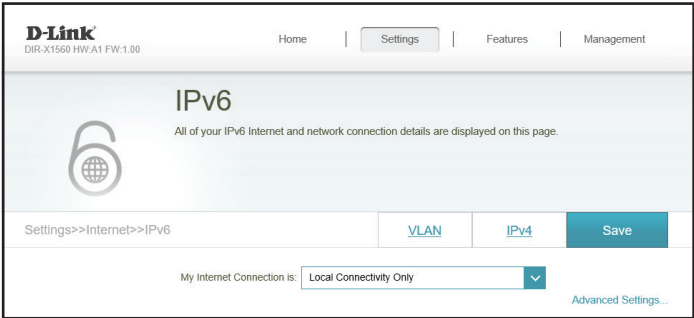 D-Link
DIR-X1560 HW:A1 FW:1.00
Home | Settings | Features | Management
IPv6
All of your IPv6 Internet and network connection details are displayed on this page.
Settings>>Internet>>IPv6 VLAN IPv4 Save
My Internet Connection is: Local Connectivity Only
Advanced Settings...